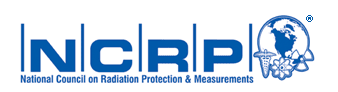 NCRP®
National Council on Radiation Protection & Measurements